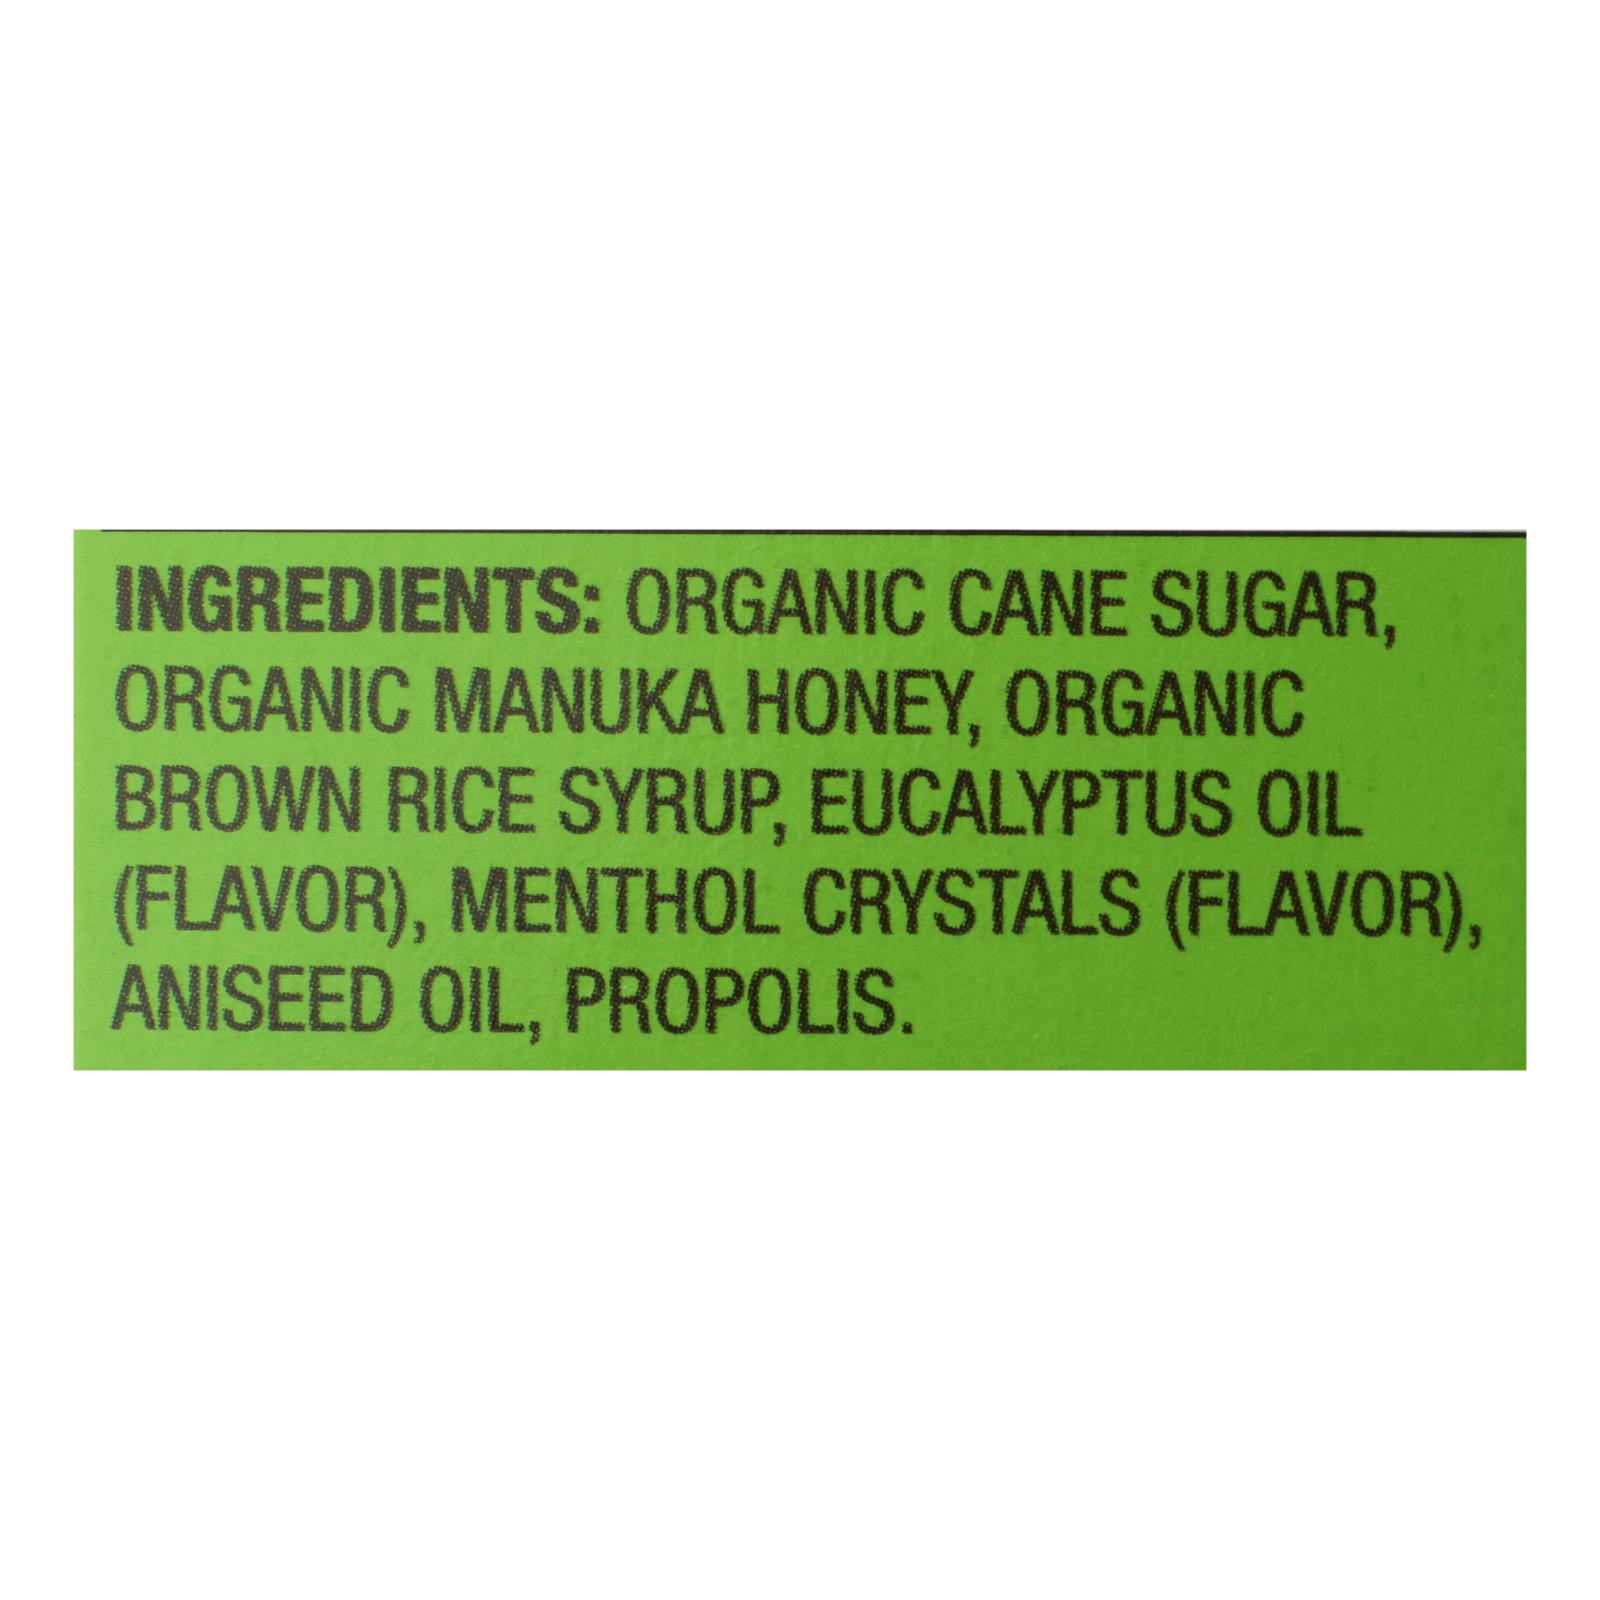 INGREDIENTS: ORGANIC CANE SUGAR,
ORGANIC MANUKA HONEY, ORGANIC
BROWN RICE SYRUP, EUCALYPTUS OIL
(FLAVOR), MENTHOL CRYSTALS (FLAVOR),
ANISEED OIL, PROPOLIS.